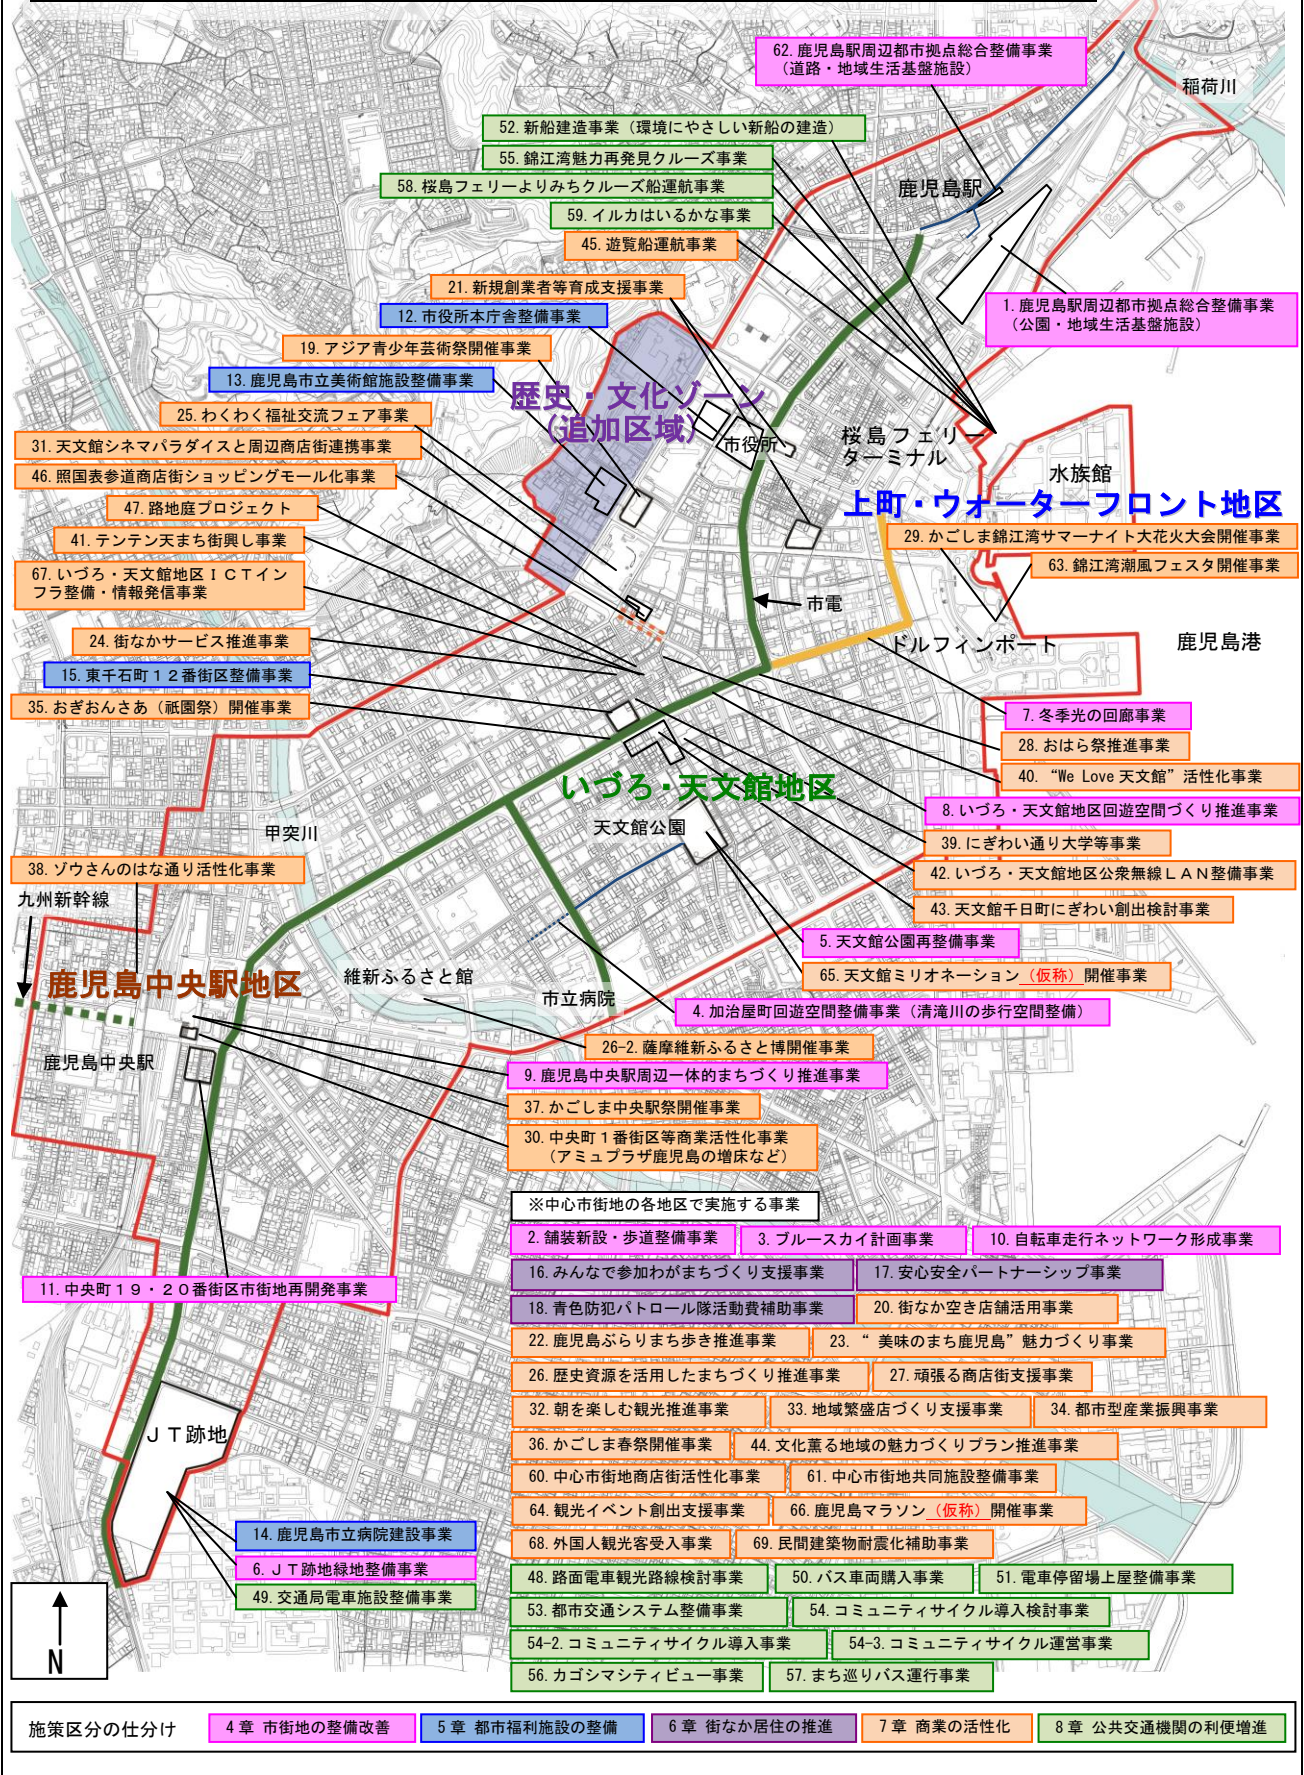 62. 鹿児島駅周辺都市拠点総合整備事業
（道路・地域生活基盤施設）
稲荷川
52. 新船建造事業（環境にやさしい新船の建造）
55. 錦江湾魅力再発見クルーズ事業
58. 桜島フェリーよりみちクルーズ船運航事業
鹿児島駅
59. イルカはいるかな事業
45. 遊覧船運航事業
21. 新規創業者等育成支援事業
1. 鹿児島駅周辺都市拠点総合整備事業
（公園・地域生活基盤施設）
12. 市役所本庁舎整備事業
19. アジア青少年芸術祭開催事業
13. 鹿児島市立美術館施設整備事業
歴史・文化ゾーン
（追加区域）
25. わくわく福祉交流フェア事業
31. 天文館シネマパラダイスと周辺商店街連携事業
市役所
桜島フェリー
ターミナル
46. 照国表参道商店街ショッピングモール化事業
水族館
47. 路地庭プロジェクト
上町・ウォーターフロント地区
41. テンテン天まち街興し事業
29. かごしま錦江湾サマーナイト大花火大会開催事業
63. 錦江湾潮風フェスタ開催事業
67. いづろ・天文館地区ＩＣＴイン
フラ整備・情報発信事業
市電
24. 街なかサービス推進事業
ドルフィンポート
鹿児島港
15. 東千石町１２番街区整備事業
35. おぎおんさあ（祇園祭）開催事業
7. 冬季光の回廊事業
28. おはら祭推進事業
40. “We Love 天文館”活性化事業
いづろ・天文館地区
8. いづろ・天文館地区回遊空間づくり推進事業
甲突川
天文館公園
39. にぎわい通り大学等事業
38. ゾウさんのはな通り活性化事業
42. いづろ・天文館地区公衆無線ＬＡＮ整備事業
九州新幹線
43. 天文館千日町にぎわい創出検討事業
5. 天文館公園再整備事業
鹿児島中央駅地区
維新ふるさと館
65. 天文館ミリオネーション（仮称）開催事業
市立病院
4. 加治屋町回遊空間整備事業（清滝川の歩行空間整備）
26-2. 薩摩維新ふるさと博開催事業
鹿児島中央駅
9. 鹿児島中央駅周辺一体的まちづくり推進事業
37. かごしま中央駅祭開催事業
30. 中央町１番街区等商業活性化事業
（アミュプラザ鹿児島の増床など）
※中心市街地の各地区で実施する事業
2. 舗装新設・歩道整備事業
3. ブルースカイ計画事業
10. 自転車走行ネットワーク形成事業
16. みんなで参加わがまちづくり支援事業
17. 安心安全パートナーシップ事業
11. 中央町１９・２０番街区市街地再開発事業
18. 青色防犯パトロール隊活動費補助事業
20. 街なか空き店舗活用事業
22. 鹿児島ぶらりまち歩き推進事業
23. “ 美味のまち鹿児島”魅力づくり事業
26. 歴史資源を活用したまちづくり推進事業
27. 頑張る商店街支援事業
32. 朝を楽しむ観光推進事業
33. 地域繁盛店づくり支援事業
34. 都市型産業振興事業
ＪＴ跡地
36. かごしま春祭開催事業
44. 文化薫る地域の魅力づくりプラン推進事業
60. 中心市街地商店街活性化事業
61. 中心市街地共同施設整備事業
64. 観光イベント創出支援事業
66. 鹿児島マラソン（仮称）開催事業
14. 鹿児島市立病院建設事業
68. 外国人観光客受入事業
69. 民間建築物耐震化補助事業
6. ＪＴ跡地緑地整備事業
48. 路面電車観光路線検討事業
50. バス車両購入事業
51. 電車停留場上屋整備事業
49. 交通局電車施設整備事業
53. 都市交通システム整備事業
54. コミュニティサイクル導入検討事業
54-2. コミュニティサイクル導入事業
54-3. コミュニティサイクル運営事業
N
56. カゴシマシティビュー事業
57. まち巡りバス運行事業
施策区分の仕分け
4 章 市街地の整備改善
5 章 都市福利施設の整備
6 章 街なか居住の推進
7 章 商業の活性化
8 章 公共交通機関の利便増進